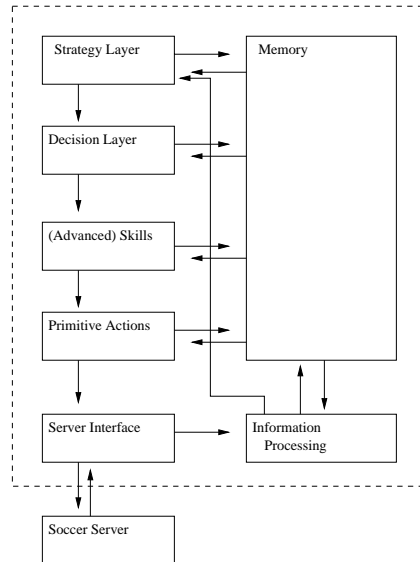 Strategy Layer
Memory
Decision Layer
(Advanced) Skills
Primitive Actions
Server Interface
Information
Processing
Soccer Server